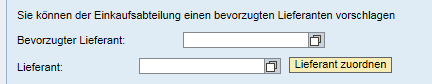 Sie können der Einkaufsabteilung einen bevorzugten Lieferanten vorschlagen
Bevorzugter Lieferant:
Lieferant: Lieferant zuordnen